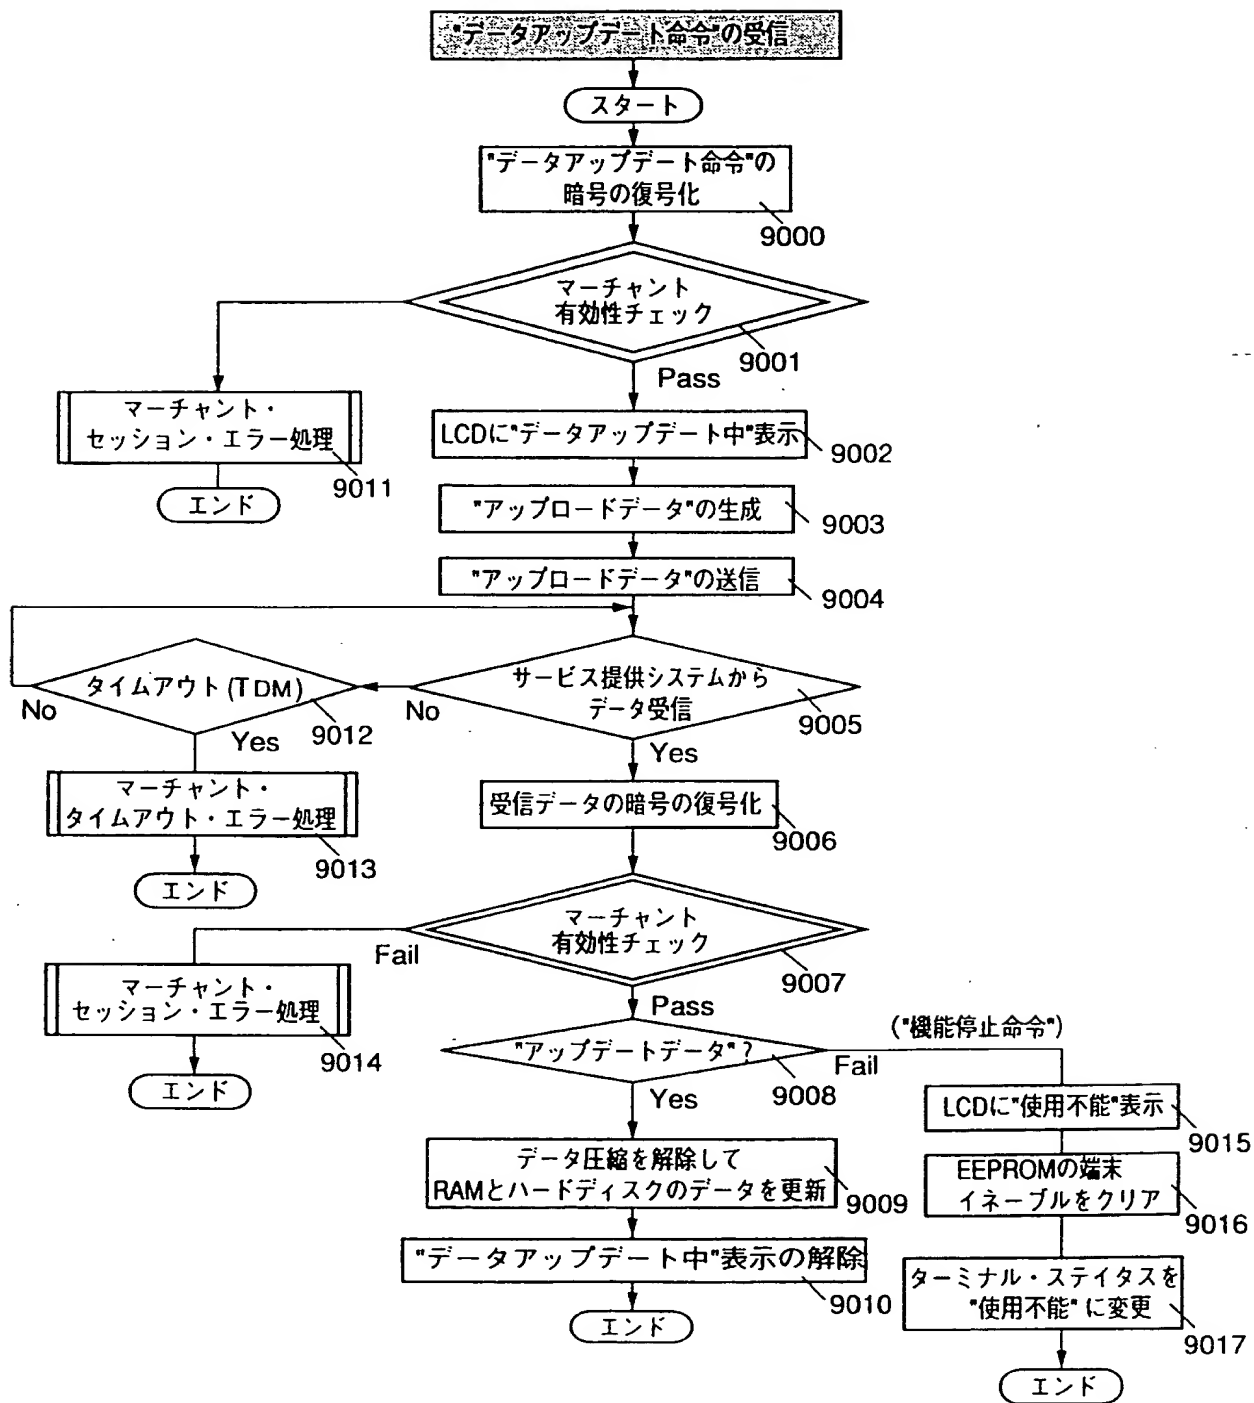 "データアップデート命令"の受信
スタート
"データアップデート命令"の
暗号の復号化
9000
マーチャント
有効性チェック
9001
Pass
マーチャント・
セッション・エラー処理
9011
エンド
LCDに"データアップデート中"表示
9002
"アップロードデータ"の生成
9003
"アップロードデータ"の送信
9004
サービス提供システムから
データ受信
9005
No
Yes
タイムアウト(TDM)
9012
No
Yes
マーチャント・
タイムアウト・エラー処理
9013
エンド
受信データの暗号の復号化
9006
マーチャント
有効性チェック
9007
Fail
Pass
マーチャント・
セッション・エラー処理
9014
エンド
"アップデートデータ"?
9008
Yes
Fail
("機能停止命令")
データ圧縮を解除して
RAMとハードディスクのデータを更新
9009
"データアップデート中"表示の解除
9010
エンド
LCDに"使用不能"表示
9015
EEPROMの端末
イネーブルをクリア
9016
ターミナル・ステイタスを
"使用不能"に変更
9017
エンド